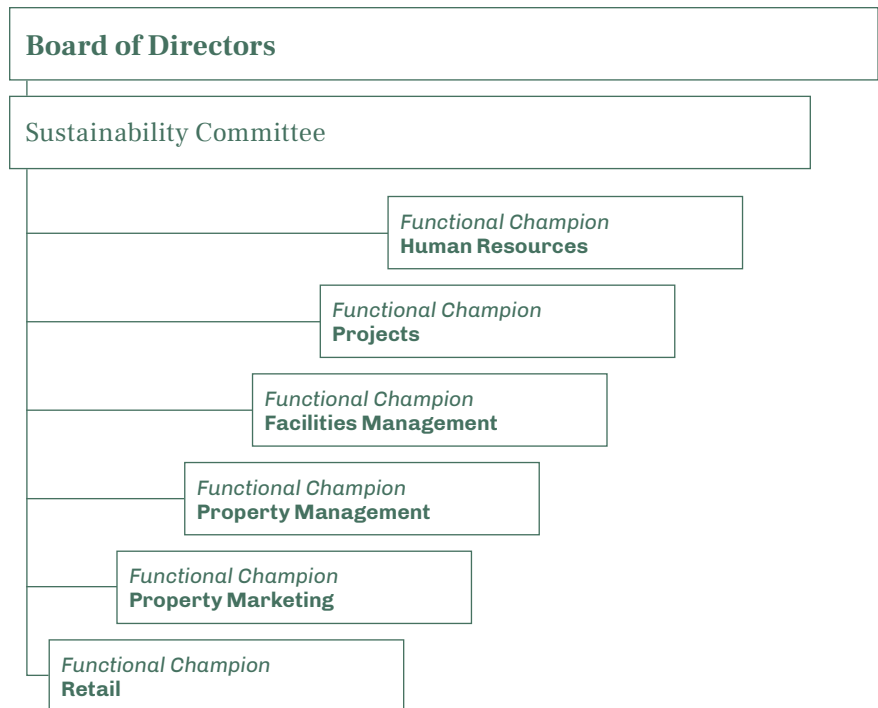 Board of Directors
Sustainability Committee
Functional Champion
Human Resources
Functional Champion
Projects
Functional Champion
Facilities Management
Functional Champion
Property Management
Functional Champion
Property Marketing
Functional Champion
Retail